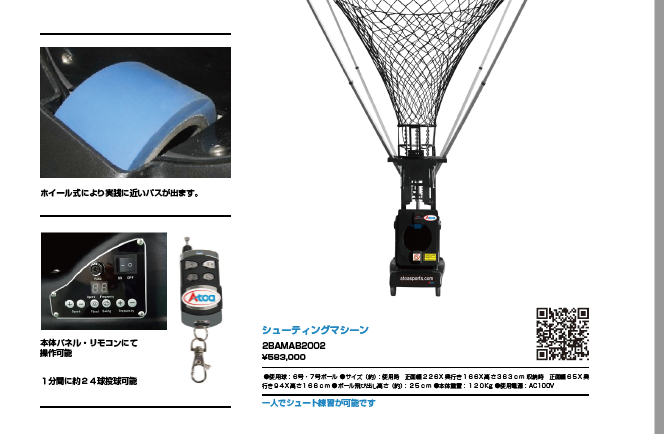 ホイール式により実践に近いパスが出ます。
本体パネル・リモコンにて
操作可能
1分間に約24球投球可能
ON OFF
Speed Frequency
Atoa
Atoa
atoasports.com
シューティングマシーン
2BAMAB2002
¥583,000
●使用球:6号・7号ボール ●サイズ(約):使用時 正面幅226X奥行き166X高さ363cm 収納時 正面幅65X奥
行き94X高さ166cm ●ボール飛び出し高さ(約):25cm ●本体重量:120Kg ●使用電源:AC100V
一人でシュート練習が可能です